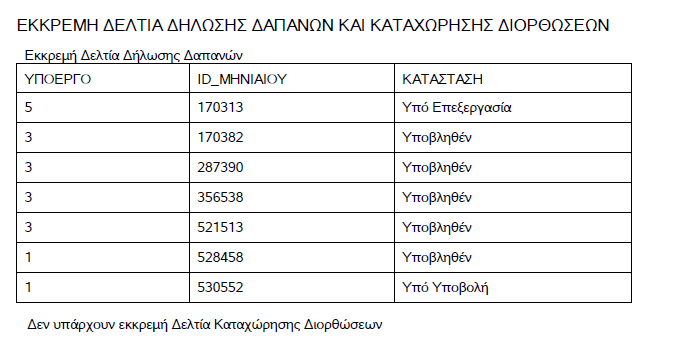 ΕΚΚΡΕΜΗ ΔΕΛΤΙΑ ΔΗΛΩΣΗΣ ΔΑΠΑΝΩΝ ΚΑΙ ΚΑΤΑΧΩΡΗΣΗΣ ΔΙΟΡΘΩΣΕΩΝ
Εκκρεμή Δελτία Δήλωσης Δαπανών
ΥΠΟΕΡΓΟ ID_ΜΗΝΙΑΙΟΥ ΚΑΤΑΣΤΑΣΗ
5 170313 Υπό Επεξεργασία
3 170382 Υποβληθέν
3 287390 Υποβληθέν
3 356538 Υποβληθέν
3 521513 Υποβληθέν
1 528458 Υποβληθέν
1 530552 Υπό Υποβολή
Δεν υπάρχουν εκκρεμή Δελτία Καταχώρησης Διορθώσεων